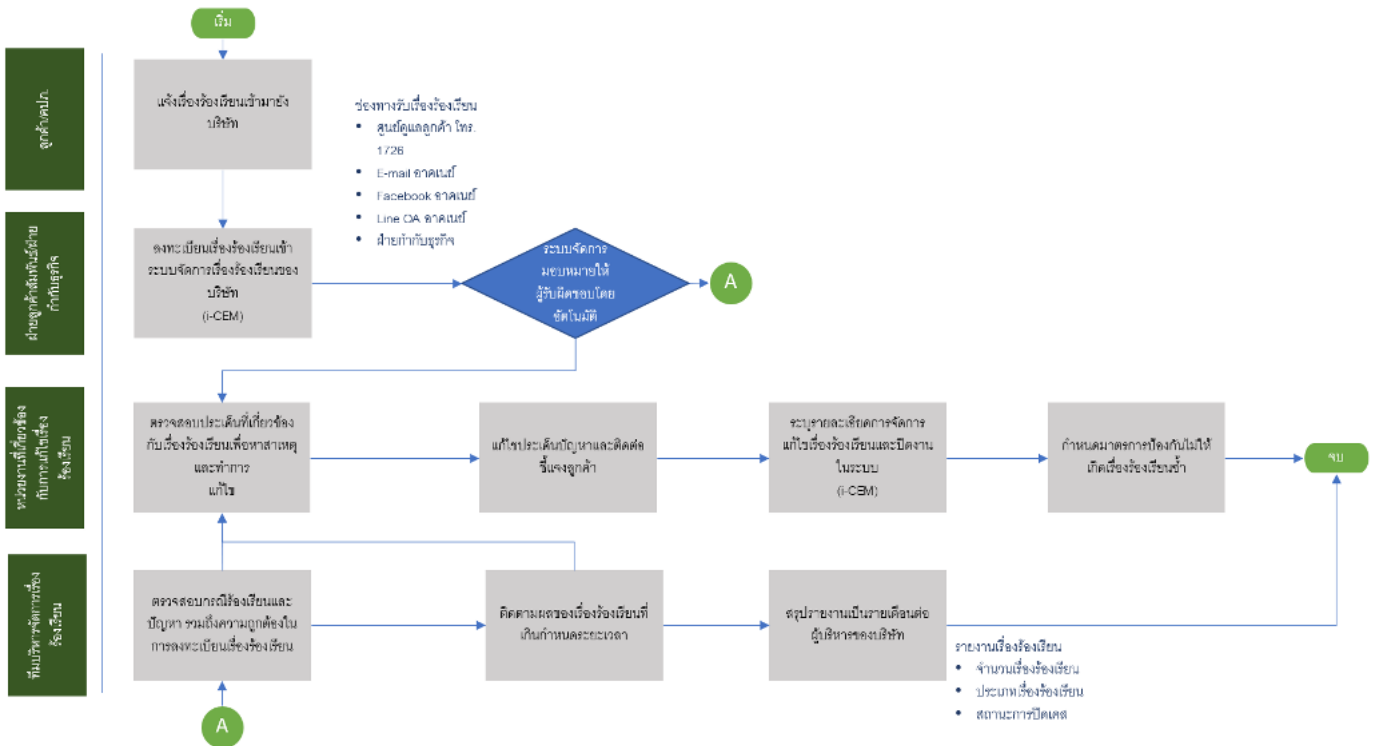 เริ่ม
ลูกค้า/คปภ.
แจ้งเรื่องร้องเรียนเข้ามายัง
บริษัท
ช่องทางรับเรื่องร้องเรียน
• ศูนย์ดูแลลูกค้า โทร.
1726
• E-mail อาคเนย์
• Facebook อาคเนย์
• Line OA อาคเนย์
• ฝ่ายกำกับธุรกิจ
ฝ่ายลูกค้าสัมพันธ์/ฝ่าย
กำกับธุรกิจ
ลงทะเบียนเรื่องร้องเรียนเข้า
ระบบจัดการเรื่องร้องเรียนของ
บริษัท
(i-CEM)
ระบบจัดการ
มอบหมายให้
ผู้รับผิดชอบโดย
อัตโนมัติ
A
หน่วยงานที่เกี่ยวข้อง
กับการแก้ไขเรื่อง
ร้องเรียน
ตรวจสอบประเด็นที่เกี่ยวข้อง
กับเรื่องร้องเรียนเพื่อหาสาเหตุ
และทำการ
แก้ไข
แก้ไขประเด็นปัญหาและติดต่อ
ชี้แจงลูกค้า
ระบุรายละเอียดการจัดการ
แก้ไขเรื่องร้องเรียนและปิดงาน
ในระบบ
(i-CEM)
กำหนดมาตรการป้องกันไม่ให้
เกิดเรื่องร้องเรียนซ้ำ
จบ
ทีมบริหารจัดการเรื่อง
ร้องเรียน
ตรวจสอบกรณีร้องเรียนและ
ปัญหา รวมถึงความถูกต้องใน
การลงทะเบียนเรื่องร้องเรียน
ติดตามผลของเรื่องร้องเรียนที่
เกินกำหนดระยะเวลา
สรุปรายงานเป็นรายเดือนต่อ
ผู้บริหารของบริษัท
รายงานเรื่องร้องเรียน
• จำนวนเรื่องร้องเรียน
• ประเภทเรื่องร้องเรียน
• สถานะการปิดเคส
A